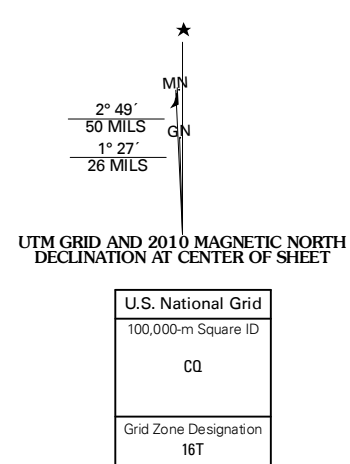 ★
MN
2° 49´
50 MILS
GN
1° 27´
26 MILS
UTM GRID AND 2010 MAGNETIC NORTH
DECLINATION AT CENTER OF SHEET
U.S. National Grid
100,000-m Square ID
CQ
Grid Zone Designation
16T